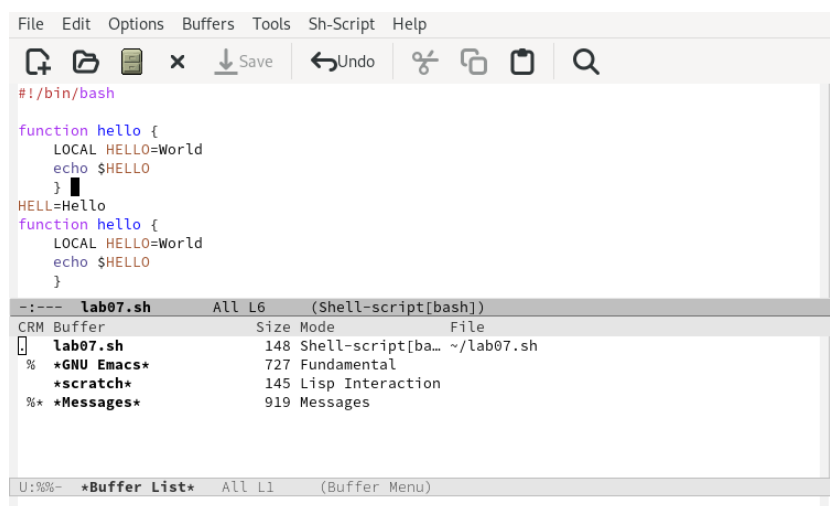 File Edit Options Buffers Tools Sh-Script Help
Save Undo
#!/bin/bash
function hello {
    LOCAL HELLO=World
    echo $HELLO
    }
HELL=Hello
function hello {
    LOCAL HELLO=World
    echo $HELLO
    }
-:--- lab07.sh All L6 (Shell-script[bash])
CRM Buffer Size Mode File
. lab07.sh 148 Shell-script[ba… ~/lab07.sh
% *GNU Emacs* 727 Fundamental
*scratch* 145 Lisp Interaction
%* *Messages* 919 Messages
U:%%- *Buffer List* All L1 (Buffer Menu)